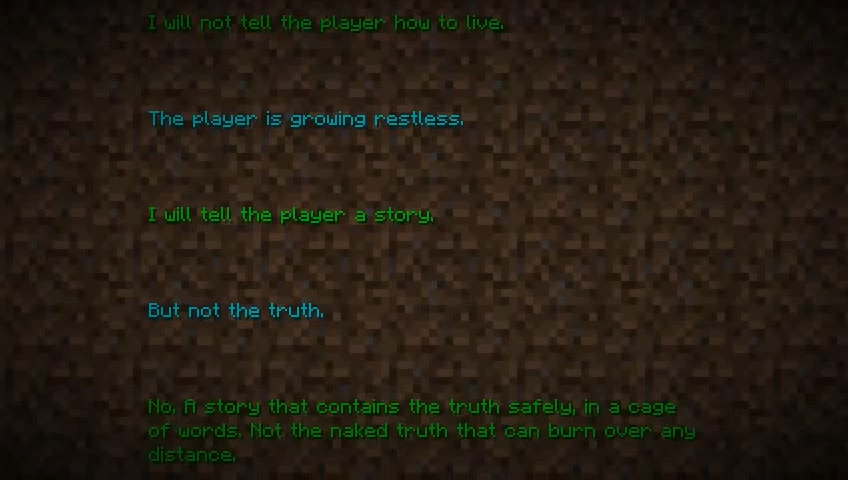 I will not tell the player how to live.
The player is growing restless.
I will tell the player a story.
But not the truth.
No. A story that contains the truth safely, in a cage
of words. Not the naked truth that can burn over any
distance.